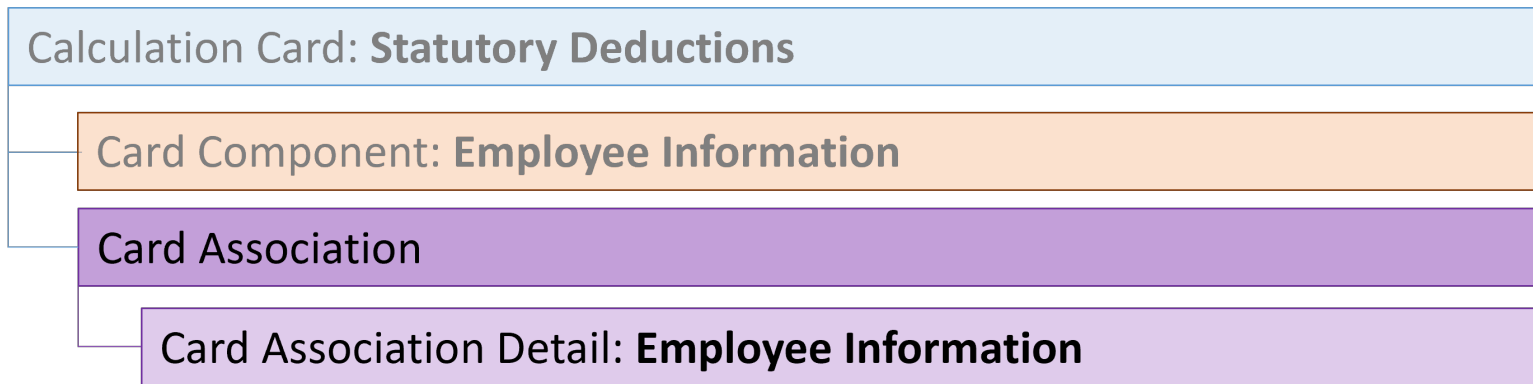 Calculation Card: Statutory Deductions
Card Component: Employee Information
Card Association
Card Association Detail: Employee Information